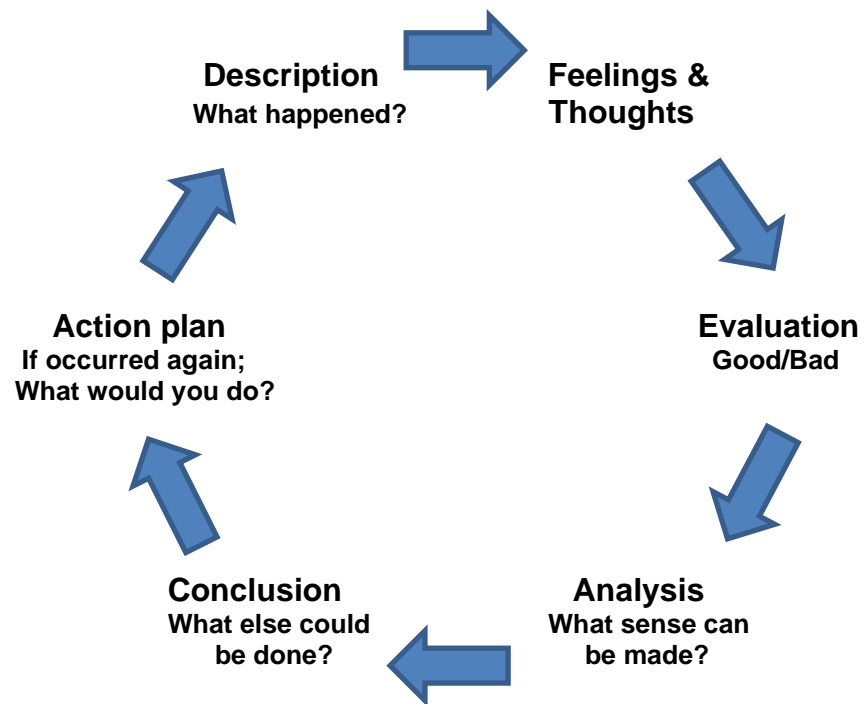 Description
What happened?
Feelings &
Thoughts
Evaluation
Good/Bad
Analysis
What sense can
be made?
Conclusion
What else could
be done?
Action plan
If occurred again;
What would you do?